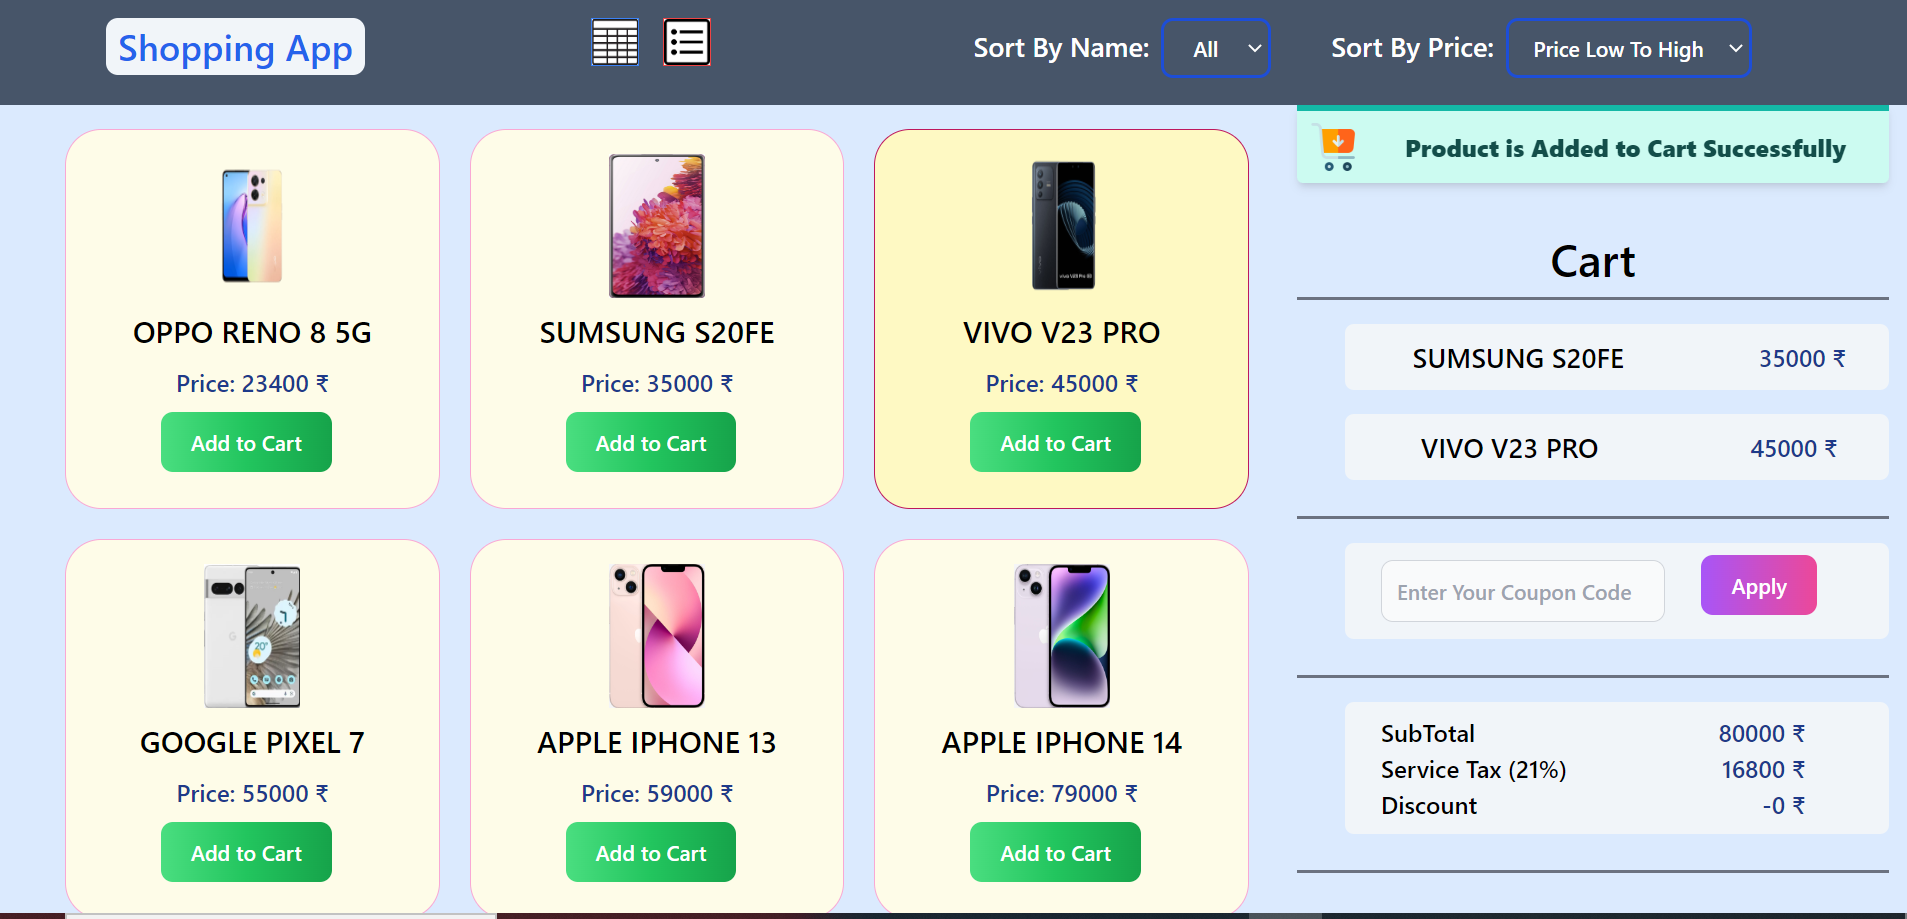 Shopping App
Sort By Name:
All
Sort By Price:
Price Low To High
Product is Added to Cart Successfully
OPPO RENO 8 5G
Price: 23400 ₹
Add to Cart
SUMSUNG S20FE
Price: 35000 ₹
Add to Cart
VIVO V23 PRO
Price: 45000 ₹
Add to Cart
GOOGLE PIXEL 7
Price: 55000 ₹
Add to Cart
APPLE IPHONE 13
Price: 59000 ₹
Add to Cart
APPLE IPHONE 14
Price: 79000 ₹
Add to Cart
Cart
SUMSUNG S20FE 35000 ₹
VIVO V23 PRO 45000 ₹
Enter Your Coupon Code
Apply
SubTotal 80000 ₹
Service Tax (21%) 16800 ₹
Discount -0 ₹